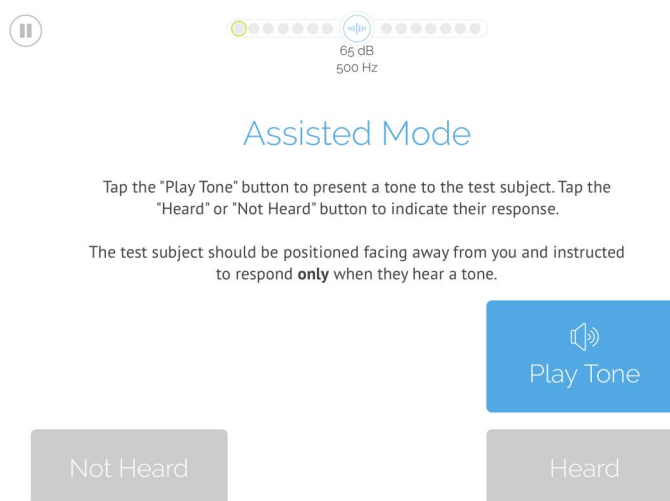 65 dB
500 Hz
Assisted Mode
Tap the "Play Tone" button to present a tone to the test subject. Tap the
"Heard" or "Not Heard" button to indicate their response.
The test subject should be positioned facing away from you and instructed
to respond only when they hear a tone.
Play Tone
Not Heard
Heard